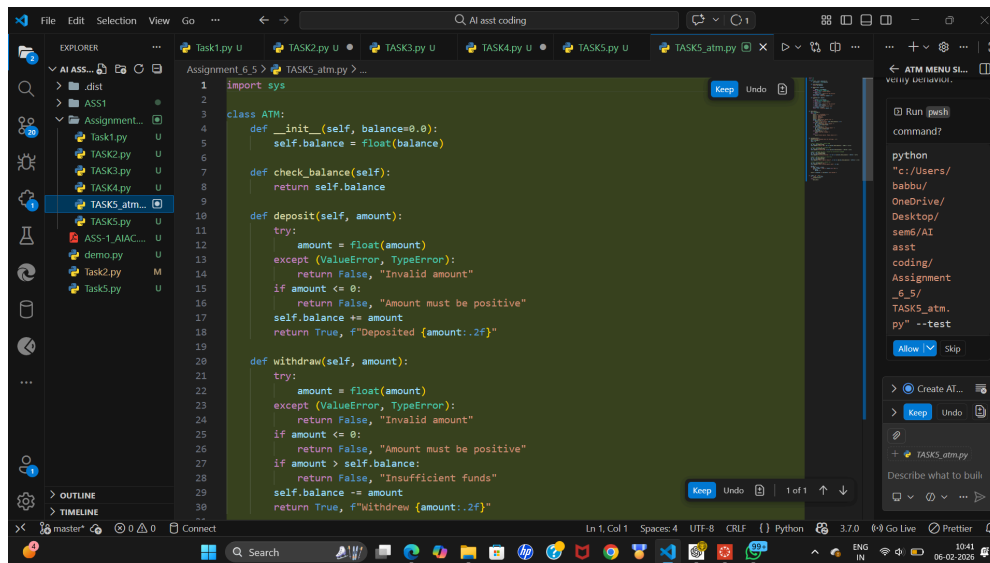 File Edit Selection View Go ··· AI asst coding 1
EXPLORER ···
Task1.py U TASK2.py U TASK3.py U TASK4.py U TASK5.py U TASK5_atm.py
AI ASS...
.dist
ASS1
Assignment...
Task1.py U
TASK2.py U
TASK3.py U
TASK4.py U
TASK5_atm...
TASK5.py U
ASS-1_AIAC.... U
demo.py U
Task2.py M
Task5.py U
OUTLINE
TIMELINE
2
20
1
1
Assignment_6_5 > TASK5_atm.py > ...
Keep Undo
1 import sys
2
3 class ATM:
4 def __init__(self, balance=0.0):
5 self.balance = float(balance)
6
7 def check_balance(self):
8 return self.balance
9
10 def deposit(self, amount):
11 try:
12 amount = float(amount)
13 except (ValueError, TypeError):
14 return False, "Invalid amount"
15 if amount <= 0:
16 return False, "Amount must be positive"
17 self.balance += amount
18 return True, f"Deposited {amount:.2f}"
19
20 def withdraw(self, amount):
21 try:
22 amount = float(amount)
23 except (ValueError, TypeError):
24 return False, "Invalid amount"
25 if amount <= 0:
26 return False, "Amount must be positive"
27 if amount > self.balance:
28 return False, "Insufficient funds"
29 self.balance -= amount
30 return True, f"Withdrew {amount:.2f}"
Keep Undo 1 of 1
ATM MENU SI...
verify behavior.
Run pwsh
command?
python
"c:/Users/
babbu/
OneDrive/
Desktop/
sem6/AI
asst
coding/
Assignment
_6_5/
TASK5_atm.
py" --test
Allow Skip
Create AT...
Keep Undo
+ TASK5_atm.py
Describe what to buil
master* 0 0 Connect Ln 1, Col 1 Spaces: 4 UTF-8 CRLF { } Python 3.7.0 Go Live Prettier
Search 99+ ENG 10:41
IN 06-02-2026